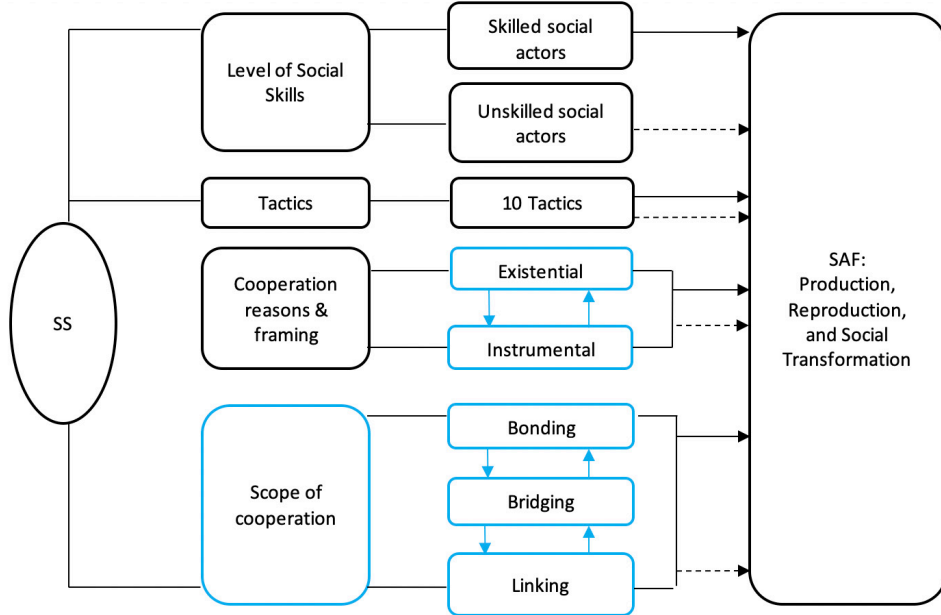 SS
Level of Social
Skills
Skilled social
actors
Unskilled social
actors
Tactics
10 Tactics
Cooperation
reasons &
framing
Existential
Instrumental
Scope of
cooperation
Bonding
Bridging
Linking
SAF:
Production,
Reproduction,
and Social
Transformation